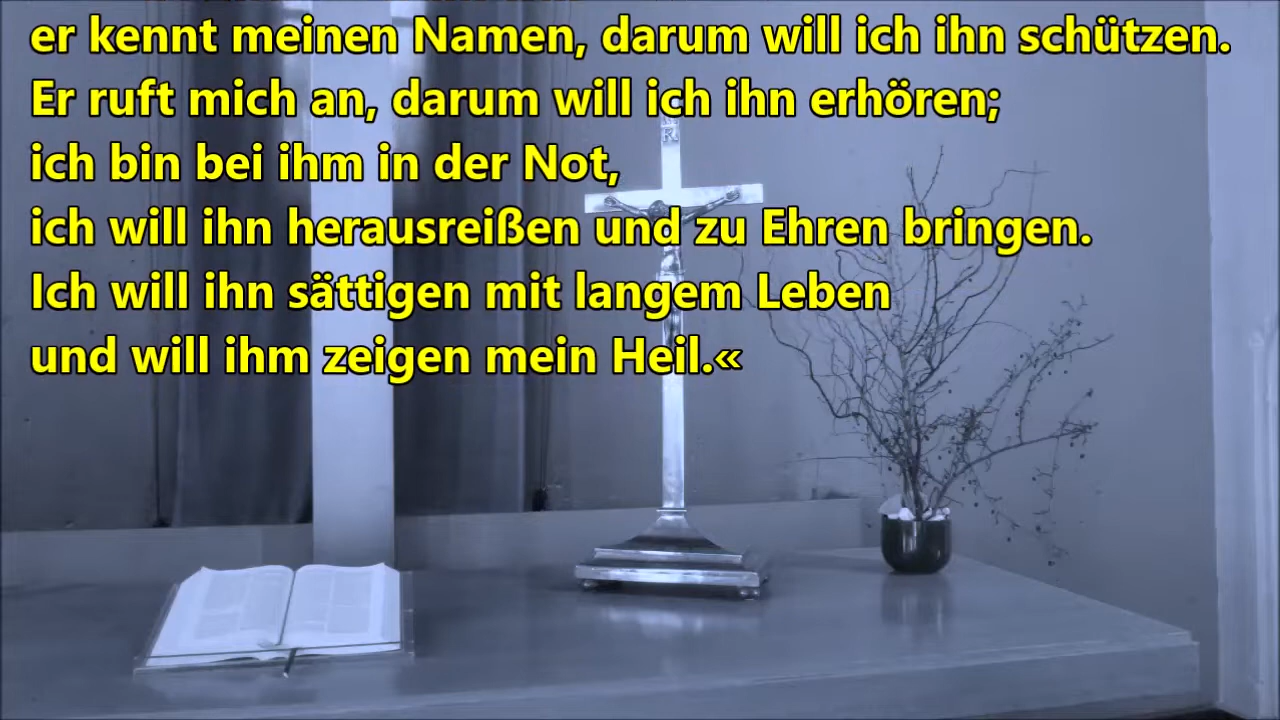 er kennt meinen Namen, darum will ich ihn schützen.
Er ruft mich an, darum will ich ihn erhören;
ich bin bei ihm in der Not,
ich will ihn herausreißen und zu Ehren bringen.
Ich will ihn sättigen mit langem Leben
und will ihm zeigen mein Heil.«